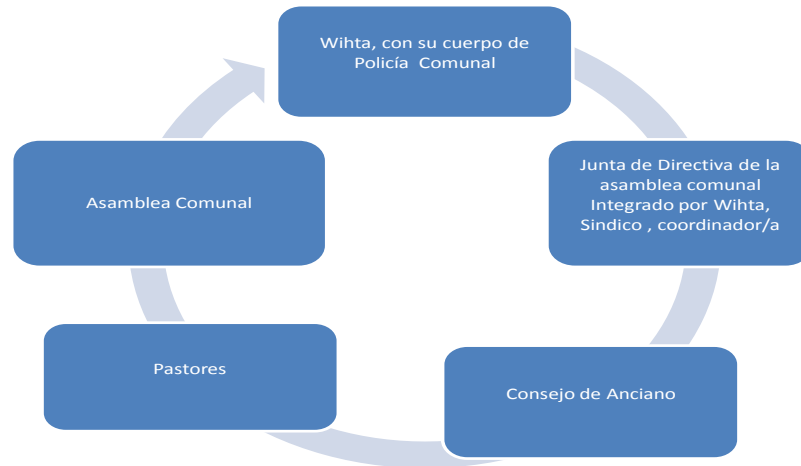 Wihta, con su cuerpo de
Policía Comunal
Junta de Directiva de la
asamblea comunal
Integrado por Wihta,
Sindico , coordinador/a
Consejo de Anciano
Pastores
Asamblea Comunal